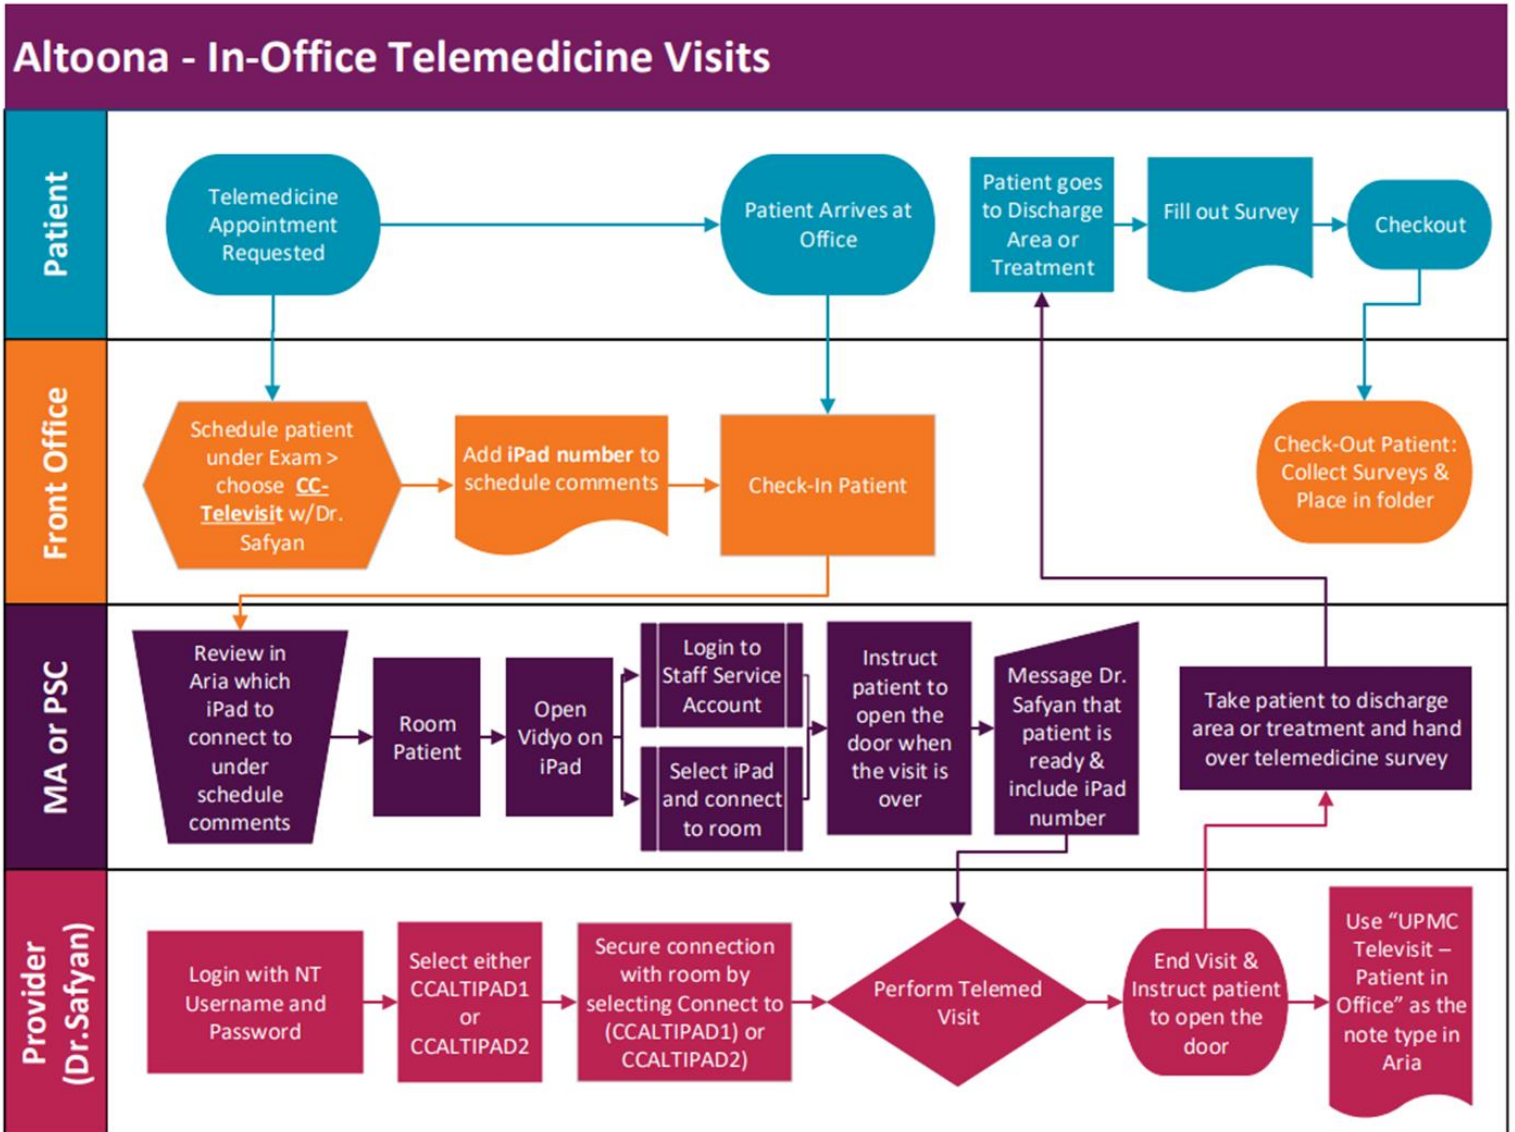 Altoona - In-Office Telemedicine Visits
Patient
Telemedicine
Appointment
Requested
Patient Arrives at
Office
Patient goes
to Discharge
Area or
Treatment
Fill out Survey
Checkout
Front Office
Schedule patient
under Exam >
choose CC-
Televisit w/Dr.
Safyan
Add iPad number to
schedule comments
Check-In Patient
Check-Out Patient:
Collect Surveys &
Place in folder
MA or PSC
Review in
Aria which
iPad to
connect to
under
schedule
comments
Room
Patient
Open
Vidyo on
iPad
Login to
Staff Service
Account
Select iPad
and connect
to room
Instruct
patient to
open the
door when
the visit is
over
Message Dr.
Safyan that
patient is
ready &
include iPad
number
Take patient to discharge
area or treatment and hand
over telemedicine survey
Provider
(Dr.Safyan)
Login with NT
Username and
Password
Select either
CCALTIPAD1
or
CCALTIPAD2
Secure connection
with room by
selecting Connect to
(CCALTIPAD1) or
CCALTIPAD2)
Perform Telemed
Visit
End Visit &
Instruct patient
to open the
door
Use “UPMC
Televisit –
Patient in
Office” as the
note type in
Aria